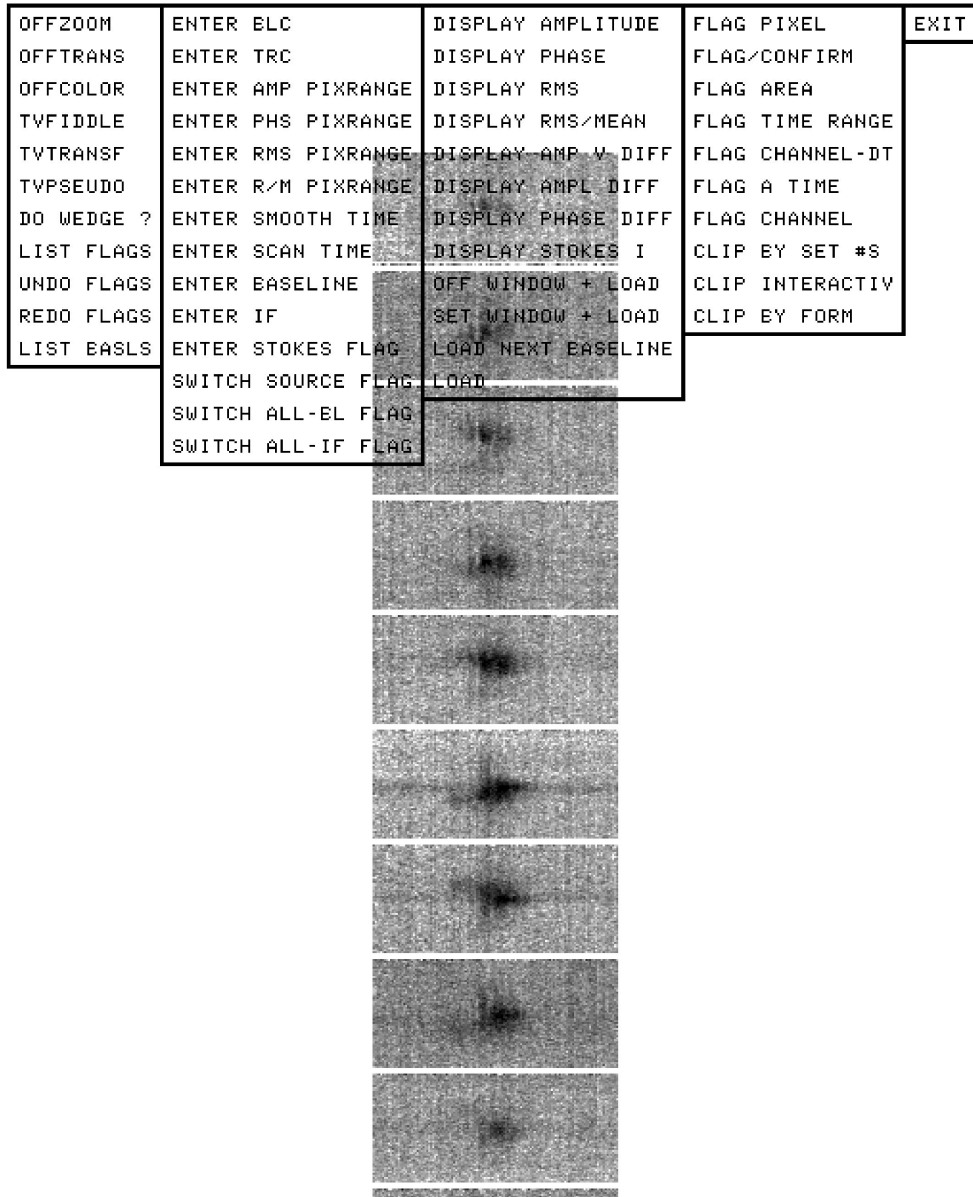 OFFZOOM
OFFTRANS
OFFCOLOR
TVFIDDLE
TVTRANSF
TVPSEUDO
DO WEDGE ?
LIST FLAGS
UNDO FLAGS
REDO FLAGS
LIST BASLS
ENTER BLC
ENTER TRC
ENTER AMP PIXRANGE
ENTER PHS PIXRANGE
ENTER RMS PIXRANGE
ENTER R/M PIXRANGE
ENTER SMOOTH TIME
ENTER SCAN TIME
ENTER BASELINE
ENTER IF
ENTER STOKES FLAG
SWITCH SOURCE FLAG
SWITCH ALL-BL FLAG
SWITCH ALL-IF FLAG
DISPLAY AMPLITUDE
DISPLAY PHASE
DISPLAY RMS
DISPLAY RMS/MEAN
DISPLAY AMP V DIFF
DISPLAY AMPL DIFF
DISPLAY PHASE DIFF
DISPLAY STOKES I
OFF WINDOW + LOAD
SET WINDOW + LOAD
LOAD NEXT BASELINE
LOAD
FLAG PIXEL
FLAG/CONFIRM
FLAG AREA
FLAG TIME RANGE
FLAG CHANNEL-DT
FLAG A TIME
FLAG CHANNEL
CLIP BY SET #S
CLIP INTERACTIV
CLIP BY FORM
EXIT